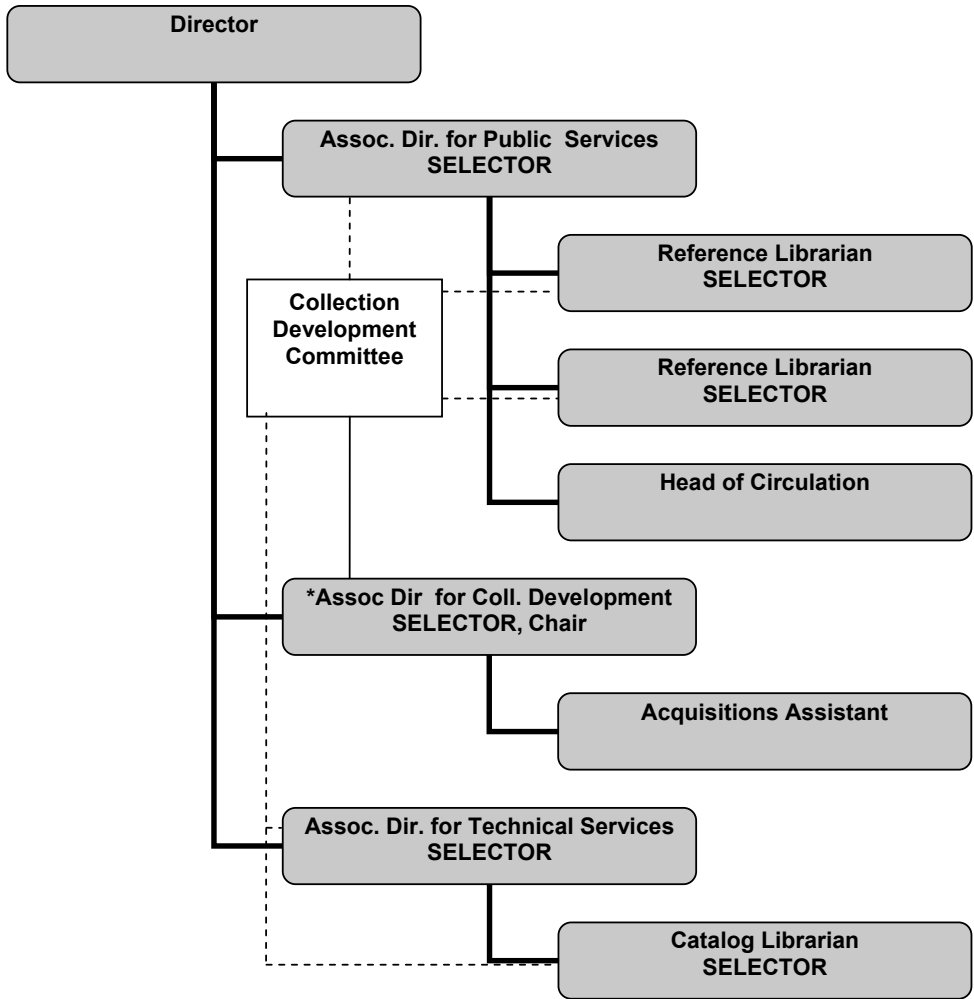 Director
Assoc. Dir. for Public Services
SELECTOR
Reference Librarian
SELECTOR
Collection
Development
Committee
Reference Librarian
SELECTOR
Head of Circulation
*Assoc Dir for Coll. Development
SELECTOR, Chair
Acquisitions Assistant
Assoc. Dir. for Technical Services
SELECTOR
Catalog Librarian
SELECTOR